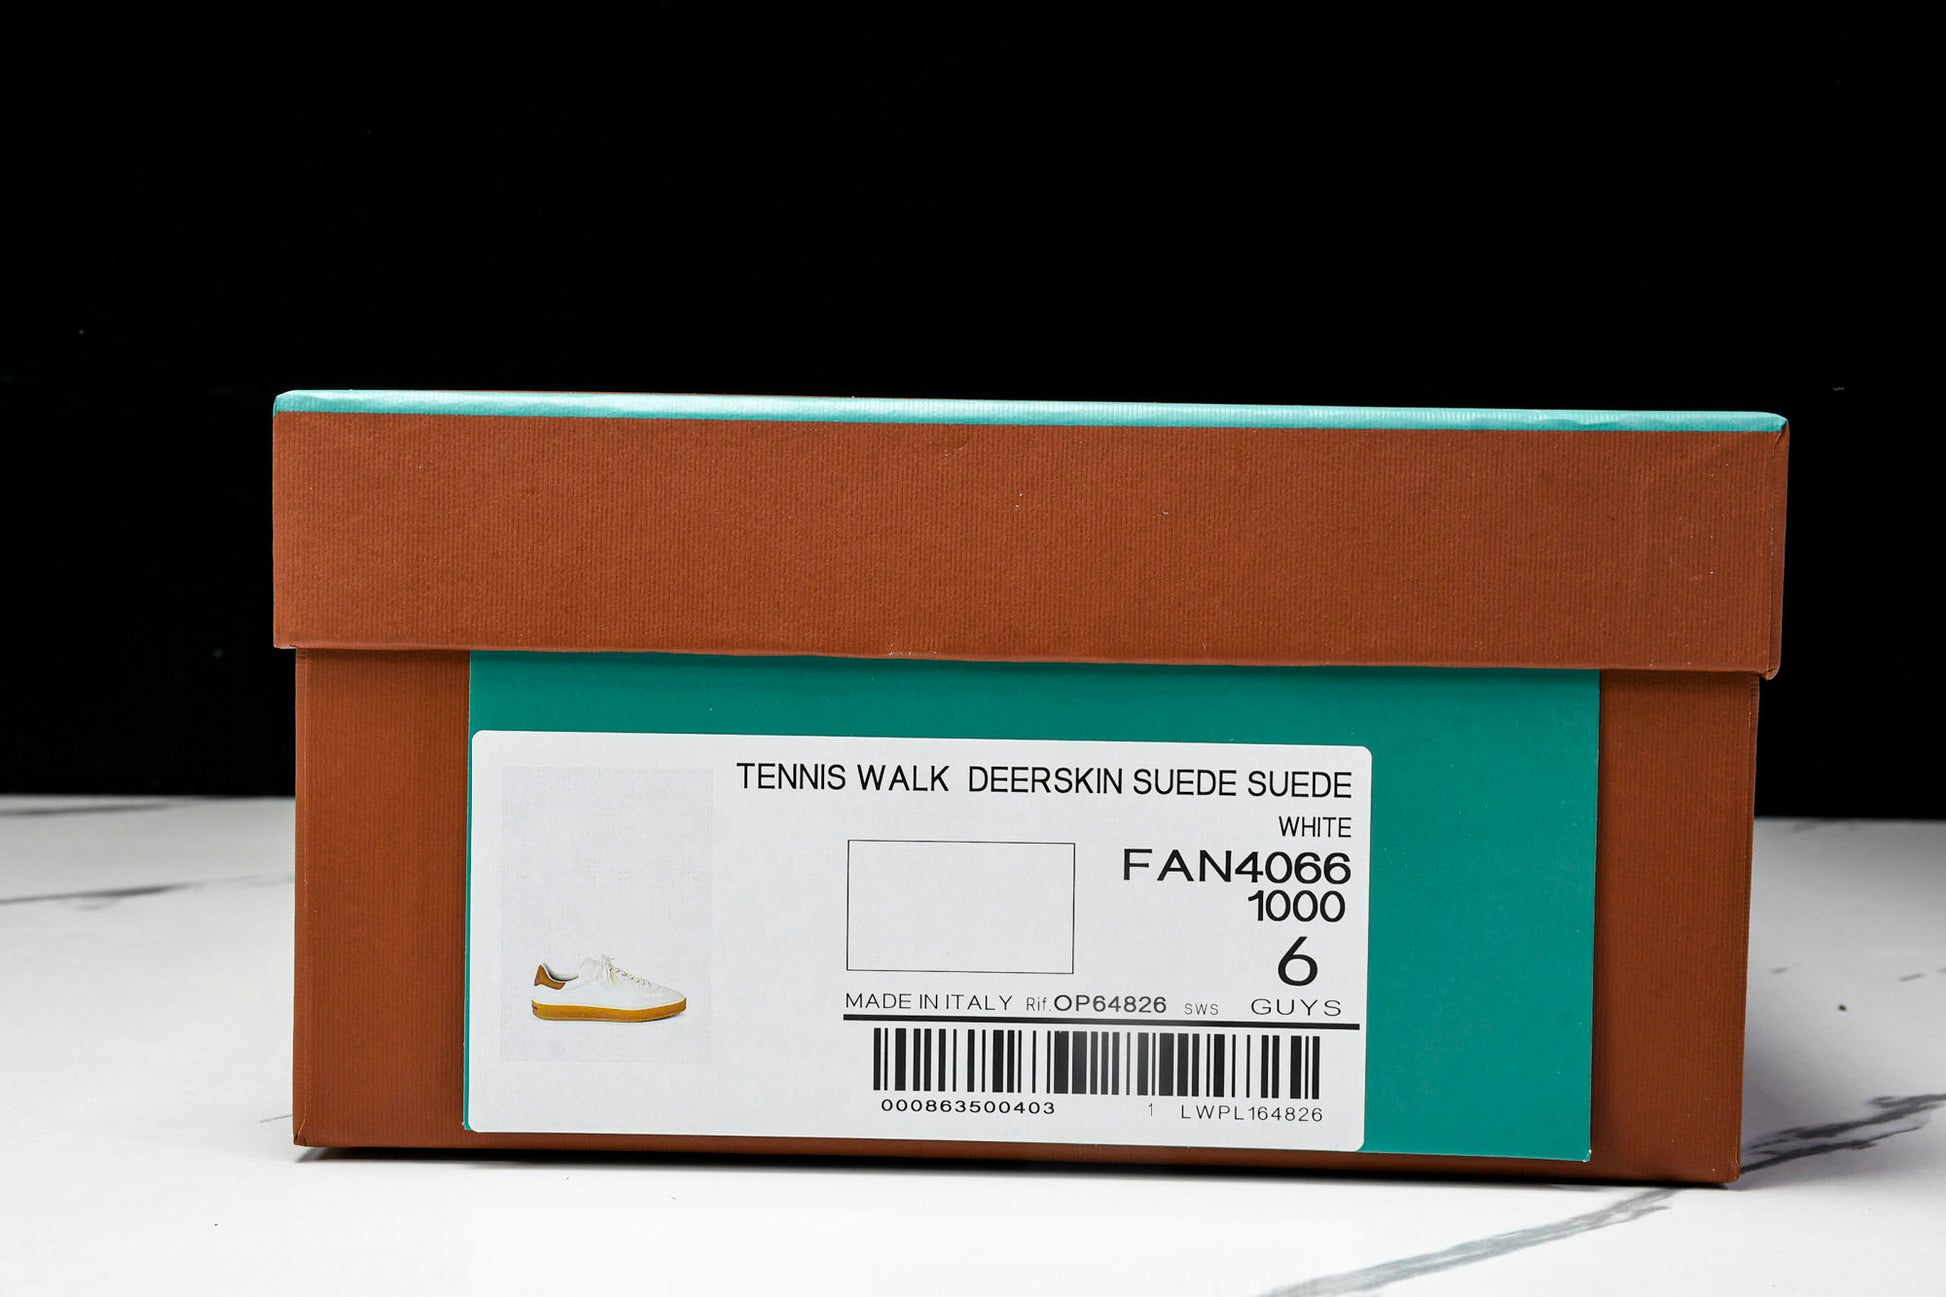 TENNIS WALK DEERSKIN SUEDE SUEDE
WHITE
FAN4066
1000
6
MADE IN ITALY Rif.OP64826 SWS GUYS
000863500403 1 LWPL164826